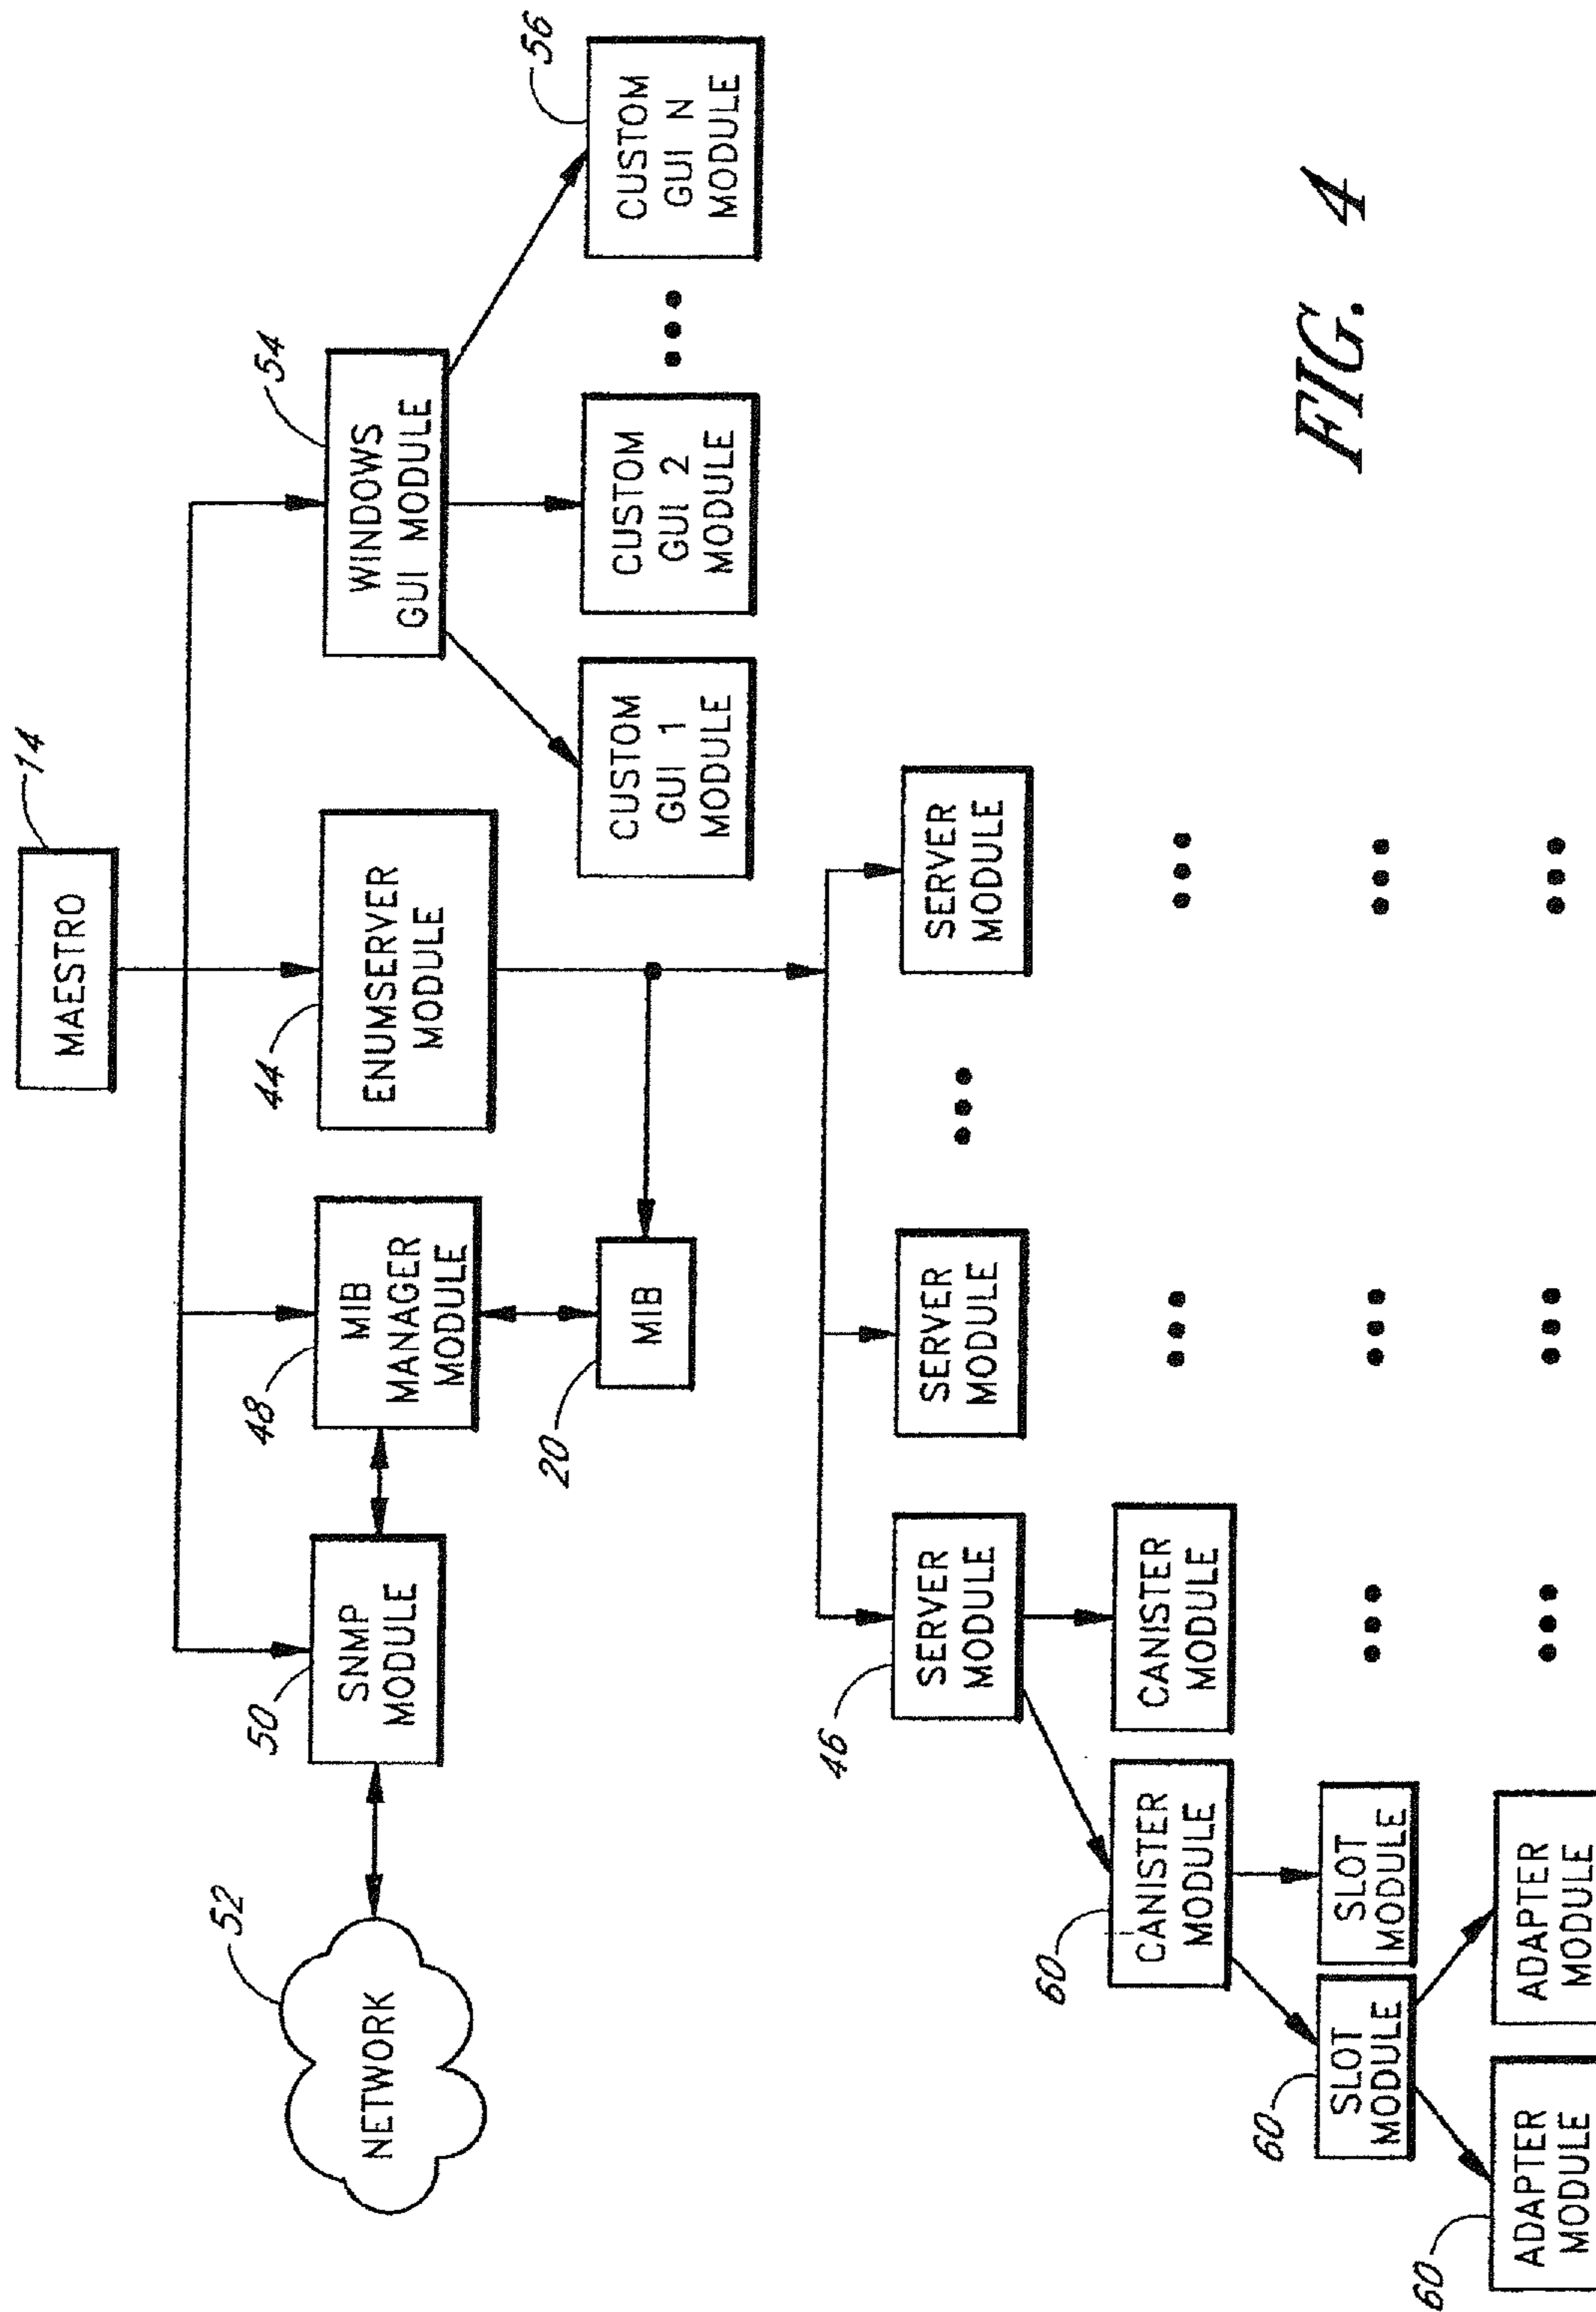 MAESTRO
14
SNMP
MODULE
50
MIB
MANAGER
MODULE
48
ENUMSERVER
MODULE
44
WINDOWS
GUI MODULE
54
NETWORK
52
MIB
20
CUSTOM
GUI 1
MODULE
CUSTOM
GUI 2
MODULE
CUSTOM
GUI N
MODULE
56
SERVER
MODULE
46
SERVER
MODULE
SERVER
MODULE
CANISTER
MODULE
60
CANISTER
MODULE
SLOT
MODULE
60
SLOT
MODULE
ADAPTER
MODULE
60
ADAPTER
MODULE
FIG. 4